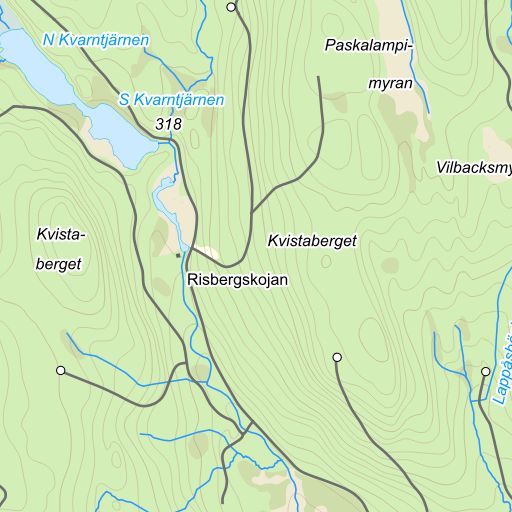 N Kvarntjärnen
Paskalampi-
myran
S Kvarntjärnen
318
Vilbacksmy
Kvista-
berget
Kvistaberget
Risbergskojan